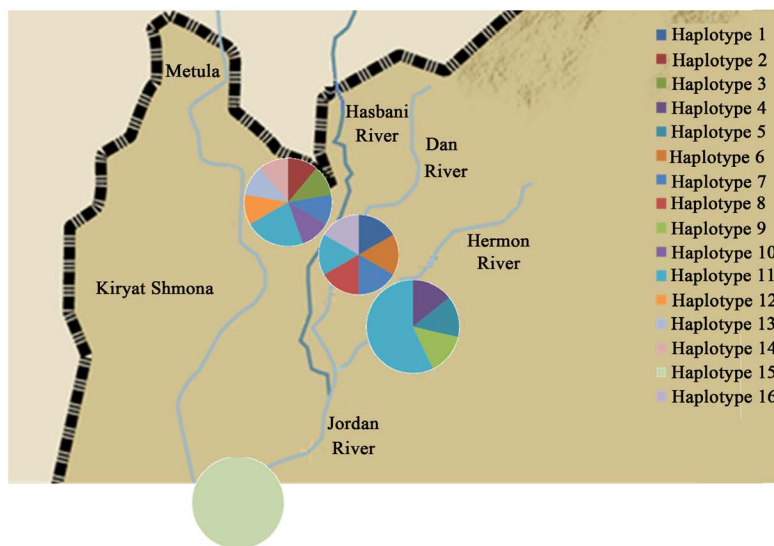 Metula
Hasbani
River
Dan
River
Hermon
River
Kiryat Shmona
Jordan
River
Haplotype 1
Haplotype 2
Haplotype 3
Haplotype 4
Haplotype 5
Haplotype 6
Haplotype 7
Haplotype 8
Haplotype 9
Haplotype 10
Haplotype 11
Haplotype 12
Haplotype 13
Haplotype 14
Haplotype 15
Haplotype 16